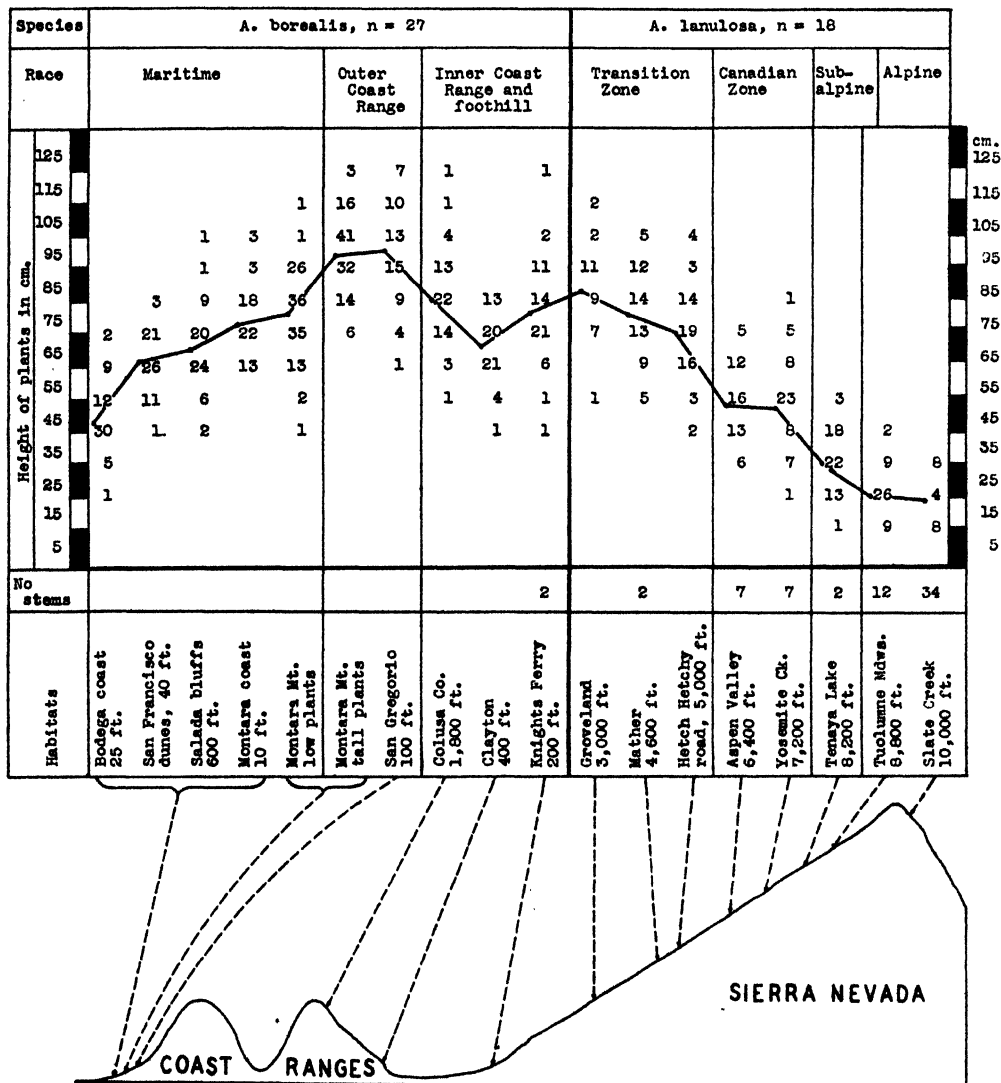 Species A. borealis, n = 27 A. lanulosa, n = 18
Race Maritime Outer Coast Range Inner Coast Range and foothill Transition Zone Canadian Zone Sub-alpine Alpine
Height of plants in cm.
cm.
125 125
3 7 1 1
115 115
1 16 10 1 2
105 105
1 3 1 41 13 4 2 2 5 4
95 95
1 3 26 32 15 13 11 11 12 3
85 85
3 9 18 36 14 9 22 13 14 9 14 14 1
75 75
2 21 20 22 35 6 4 14 20 21 7 13 19 5 5
65 65
9 26 24 13 13 1 3 21 6 9 16 12 8
55 55
12 11 6 2 1 4 1 1 5 3 16 23 3
45 45
30 1. 2 1 1 1 2 13 8 18 2
35 35
5 6 7 22 9 8
25 25
1 1 13 26 4
15 15
1 9 8
5 5
No stems 2 2 7 7 2 12 34
Habitats
Bodega coast
25 ft.
San Francisco
dunes, 40 ft.
Salada bluffs
600 ft.
Montara coast
10 ft.
Montera Mt.
low plants
Montara Mt.
tall plants
San Gregorio
100 ft.
Colusa Co.
1,800 ft.
Clayton
400 ft.
Knights Ferry
200 ft.
Groveland
3,000 ft.
Mather
4,600 ft.
Hetch Hetchy
road, 5,000 ft.
Aspen Valley
6,400 ft.
Yosemite Ck.
7,200 ft.
Tenaya Lake
8,200 ft.
Tuolumne Mdws.
8,800 ft.
Slate Creek
10,000 ft.
SIERRA NEVADA
COAST RANGES